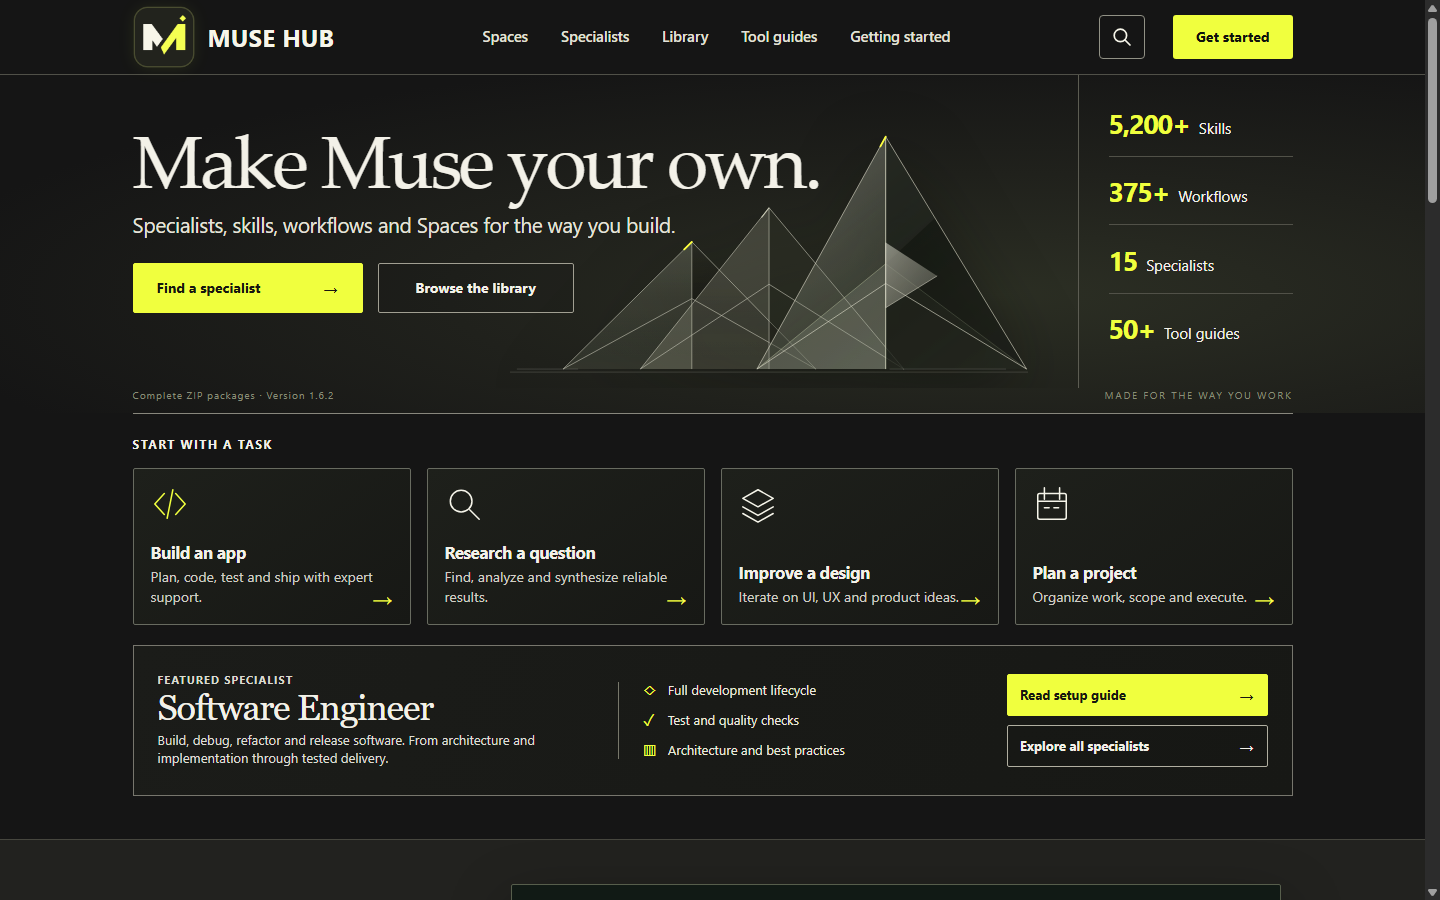 MUSE HUB
Spaces
Specialists
Library
Tool guides
Getting started
Get started
Make Muse your own.
Specialists, skills, workflows and Spaces for the way you build.
Find a specialist →
Browse the library
5,200+ Skills
375+ Workflows
15 Specialists
50+ Tool guides
Complete ZIP packages · Version 1.6.2
MADE FOR THE WAY YOU WORK
START WITH A TASK
Build an app
Plan, code, test and ship with expert
support. →
Research a question
Find, analyze and synthesize reliable
results. →
Improve a design
Iterate on UI, UX and product ideas. →
Plan a project
Organize work, scope and execute. →
FEATURED SPECIALIST
Software Engineer
Build, debug, refactor and release software. From architecture and
implementation through tested delivery.
Full development lifecycle
Test and quality checks
Architecture and best practices
Read setup guide →
Explore all specialists →